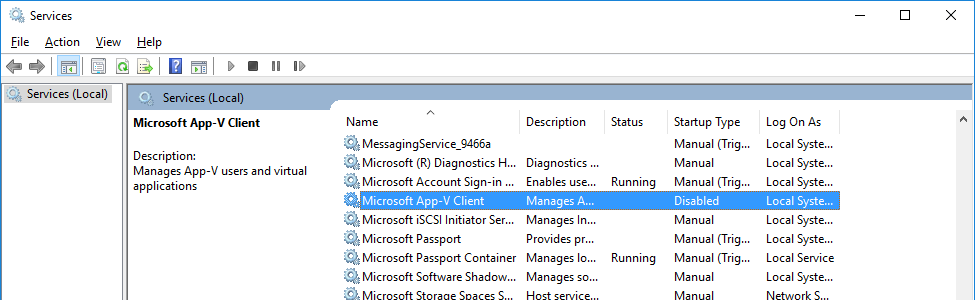 Services
File Action View Help
Services (Local)
Services (Local)
Microsoft App-V Client
Description:
Manages App-V users and virtual
applications
Name Description Status Startup Type Log On As
MessagingService_9466a Manual (Trig... Local Syste...
Microsoft (R) Diagnostics H... Diagnostics ... Manual Local Syste...
Microsoft Account Sign-in ... Enables use... Running Manual (Trig... Local Syste...
Microsoft App-V Client Manages A... Disabled Local Syste...
Microsoft iSCSI Initiator Ser... Manages In... Manual Local Syste...
Microsoft Passport Provides pr... Manual (Trig... Local Syste...
Microsoft Passport Container Manages lo... Running Manual (Trig... Local Service
Microsoft Software Shadow... Manages so... Manual Local Syste...
Microsoft Storage Spaces S... Host service... Manual Network S...